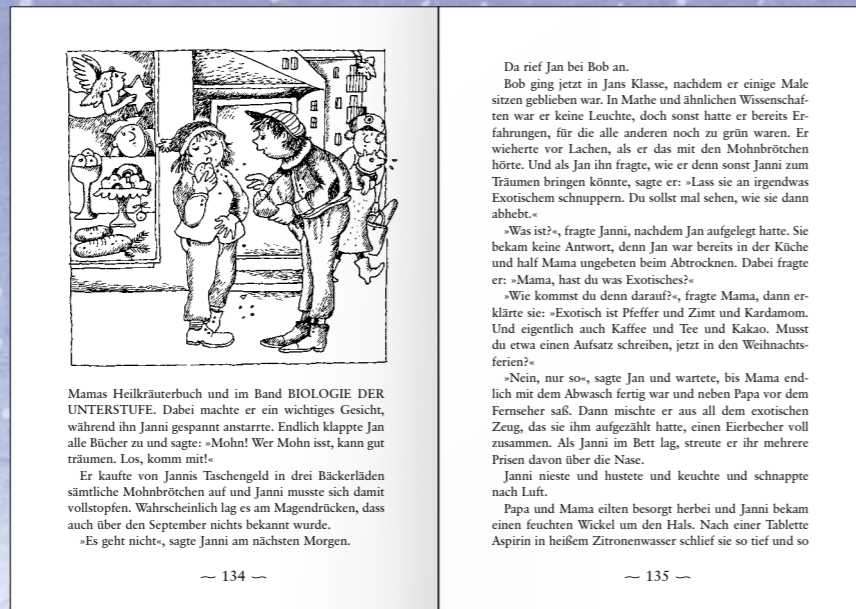 Mamas Heilkräuterbuch und im Band BIOLOGIE DER
UNTERSTUFE. Dabei machte er ein wichtiges Gesicht,
während ihn Janni gespannt anstarrte. Endlich klappte Jan
alle Bücher zu und sagte: »Mohn! Wer Mohn isst, kann gut
träumen. Los, komm mit!«
Er kaufte von Jannis Taschengeld in drei Bäckerläden
sämtliche Mohnbrötchen auf und Janni musste sich damit
vollstopfen. Wahrscheinlich lag es am Magendrücken, dass
auch über den September nichts bekannt wurde.
»Es geht nicht«, sagte Janni am nächsten Morgen.
~ 134 ~
Da rief Jan bei Bob an.
Bob ging jetzt in Jans Klasse, nachdem er einige Male
sitzen geblieben war. In Mathe und ähnlichen Wissenschaf-
ten war er keine Leuchte, doch sonst hatte er bereits Er-
fahrungen, für die alle anderen noch zu grün waren. Er
wieherte vor Lachen, als er das mit den Mohnbrötchen
hörte. Und als Jan ihn fragte, wie er denn sonst Janni zum
Träumen bringen könnte, sagte er: »Lass sie an irgendwas
Exotischem schnuppern. Du sollst mal sehen, wie sie dann
abhebt.«
»Was ist?«, fragte Janni, nachdem Jan aufgelegt hatte. Sie
bekam keine Antwort, denn Jan war bereits in der Küche
und half Mama ungebeten beim Abtrocknen. Dabei fragte
er: »Mama, hast du was Exotisches?«
»Wie kommst du denn darauf?«, fragte Mama, dann er-
klärte sie: »Exotisch ist Pfeffer und Zimt und Kardamom.
Und eigentlich auch Kaffee und Tee und Kakao. Musst
du etwa einen Aufsatz schreiben, jetzt in den Weihnachts-
ferien?«
»Nein, nur so«, sagte Jan und wartete, bis Mama end-
lich mit dem Abwasch fertig war und neben Papa vor dem
Fernseher saß. Dann mischte er aus all dem exotischen
Zeug, das sie ihm aufgezählt hatte, einen Eierbecher voll
zusammen. Als Janni im Bett lag, streute er ihr mehrere
Prisen davon über die Nase.
Janni nieste und hustete und keuchte und schnappte
nach Luft.
Papa und Mama eilten besorgt herbei und Janni bekam
einen feuchten Wickel um den Hals. Nach einer Tablette
Aspirin in heißem Zitronenwasser schlief sie so tief und so
~ 135 ~